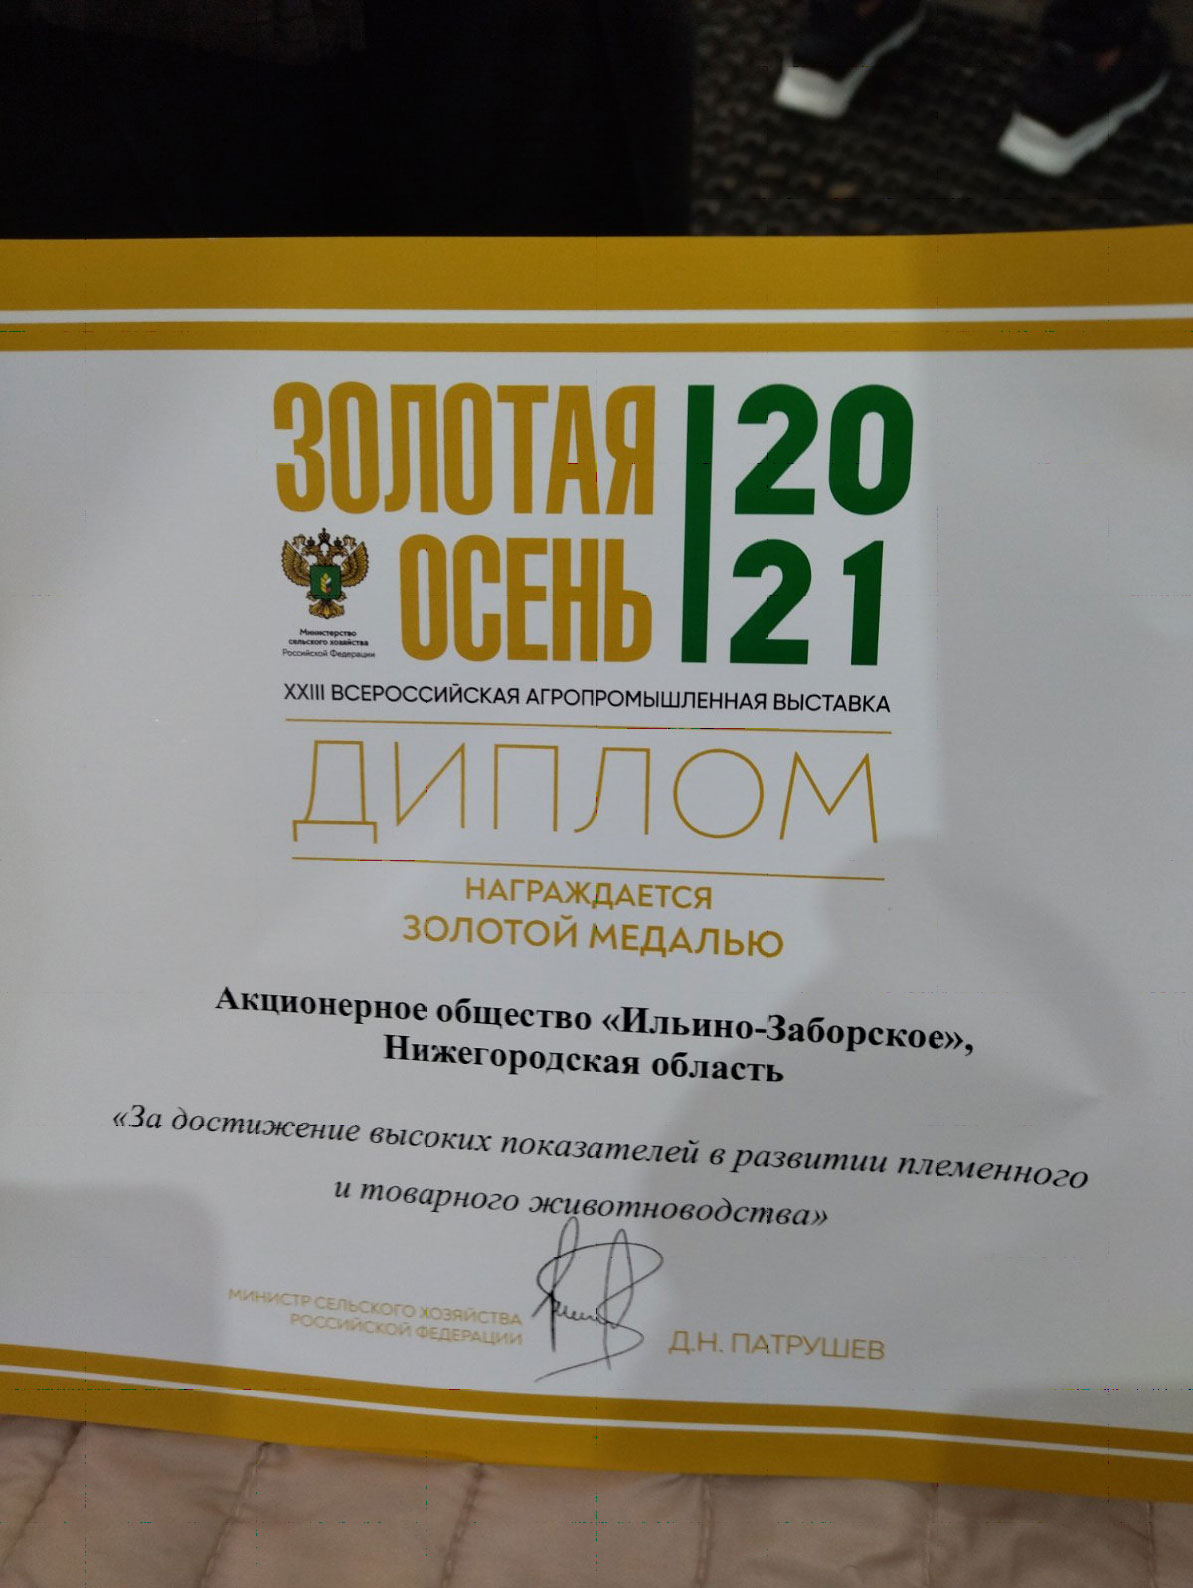 ЗОЛОТАЯ
ОСЕНЬ
20
21
Министерство
сельского хозяйства
Российской Федерации
XXIII ВСЕРОССИЙСКАЯ АГРОПРОМЫШЛЕННАЯ ВЫСТАВКА
ДИПЛОМ
НАГРАЖДАЕТСЯ
ЗОЛОТОЙ МЕДАЛЬЮ
Акционерное общество «Ильино-Заборское»,
Нижегородская область
«За достижение высоких показателей в развитии племенного
и товарного животноводства»
МИНИСТР СЕЛЬСКОГО ХОЗЯЙСТВА
РОССИЙСКОЙ ФЕДЕРАЦИИ
Д.Н. ПАТРУШЕВ